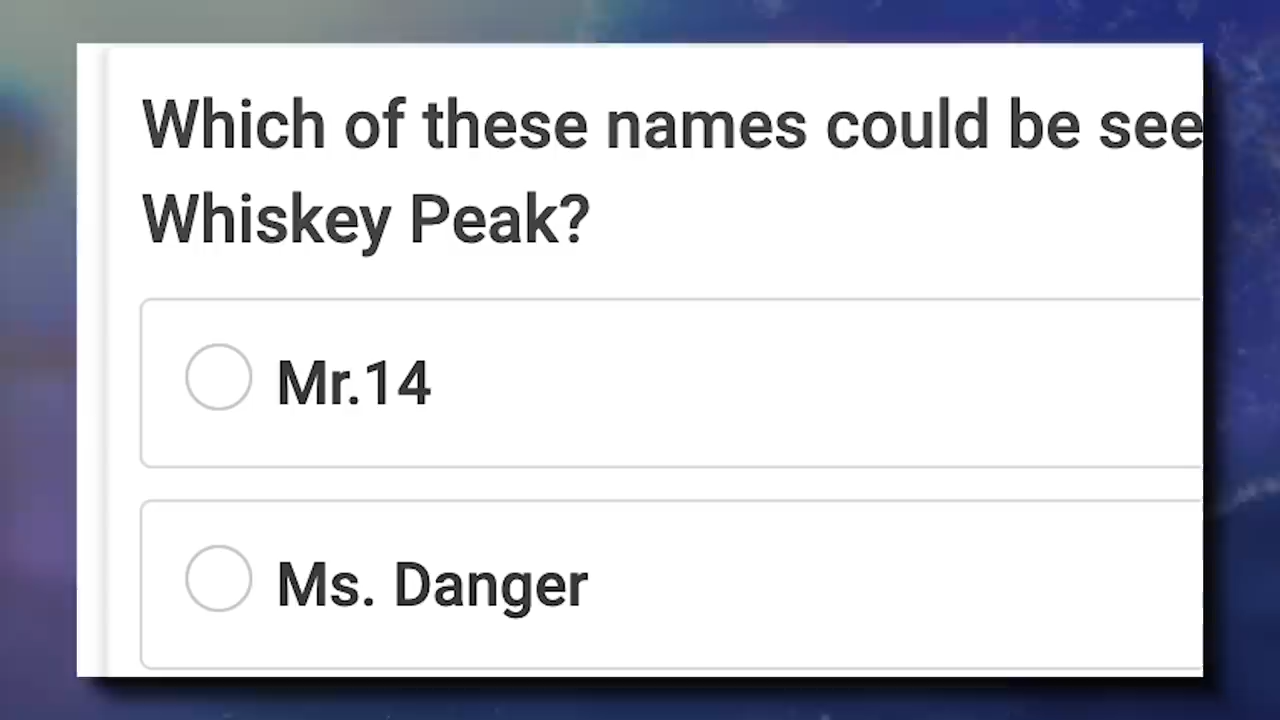 Which of these names could be see
Whiskey Peak?
Mr.14
Ms. Danger